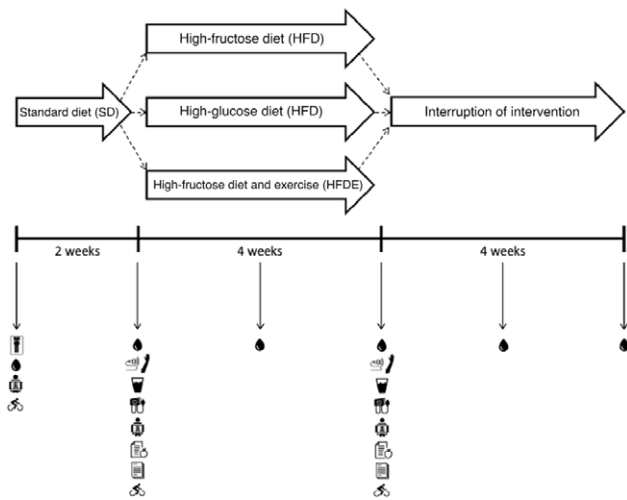 High-fructose diet (HFD)
Standard diet (SD)
High-glucose diet (HFD)
Interruption of intervention
High-fructose diet and exercise (HFDE)
2 weeks
4 weeks
4 weeks